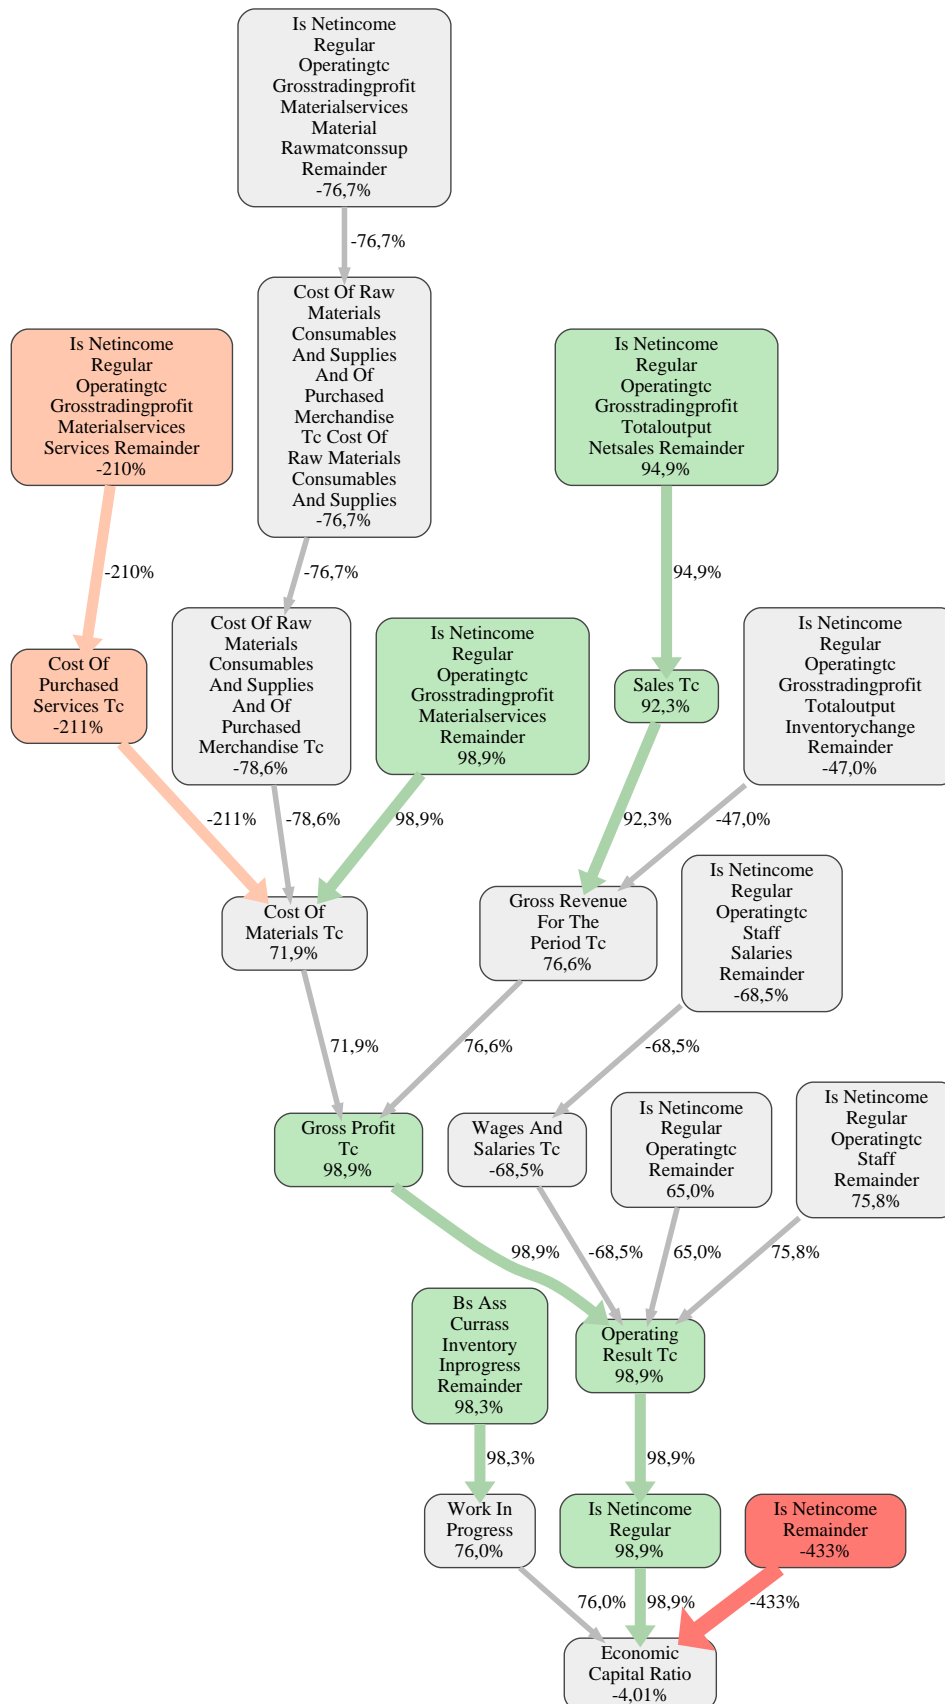 Is Netincome
Regular
Operatingtc
Grosstradingprofit
Materialservices
Material
Rawmatconssup
Remainder
-76,7%
-76,7%
Cost Of Raw
Materials
Consumables
And Supplies
And Of
Purchased
Merchandise
Tc Cost Of
Raw Materials
Consumables
And Supplies
-76,7%
Is Netincome
Regular
Operatingtc
Grosstradingprofit
Materialservices
Services Remainder
-210%
Is Netincome
Regular
Operatingtc
Grosstradingprofit
Totaloutput
Netsales Remainder
94,9%
-210%
-76,7%
94,9%
Cost Of
Purchased
Services Tc
-211%
Cost Of Raw
Materials
Consumables
And Supplies
And Of
Purchased
Merchandise Tc
-78,6%
Is Netincome
Regular
Operatingtc
Grosstradingprofit
Materialservices
Remainder
98,9%
Sales Tc
92,3%
Is Netincome
Regular
Operatingtc
Grosstradingprofit
Totaloutput
Inventorychange
Remainder
-47,0%
-211%
-78,6%
98,9%
92,3%
-47,0%
Cost Of
Materials Tc
71,9%
Gross Revenue
For The
Period Tc
76,6%
Is Netincome
Regular
Operatingtc
Staff
Salaries
Remainder
-68,5%
71,9%
76,6%
-68,5%
Gross Profit
Tc
98,9%
Wages And
Salaries Tc
-68,5%
Is Netincome
Regular
Operatingtc
Remainder
65,0%
Is Netincome
Regular
Operatingtc
Staff
Remainder
75,8%
98,9%
-68,5%
65,0%
75,8%
Bs Ass
Currass
Inventory
Inprogress
Remainder
98,3%
Operating
Result Tc
98,9%
98,3%
98,9%
Work In
Progress
76,0%
Is Netincome
Regular
98,9%
Is Netincome
Remainder
-433%
76,0%
98,9%
-433%
Economic
Capital Ratio
-4,01%